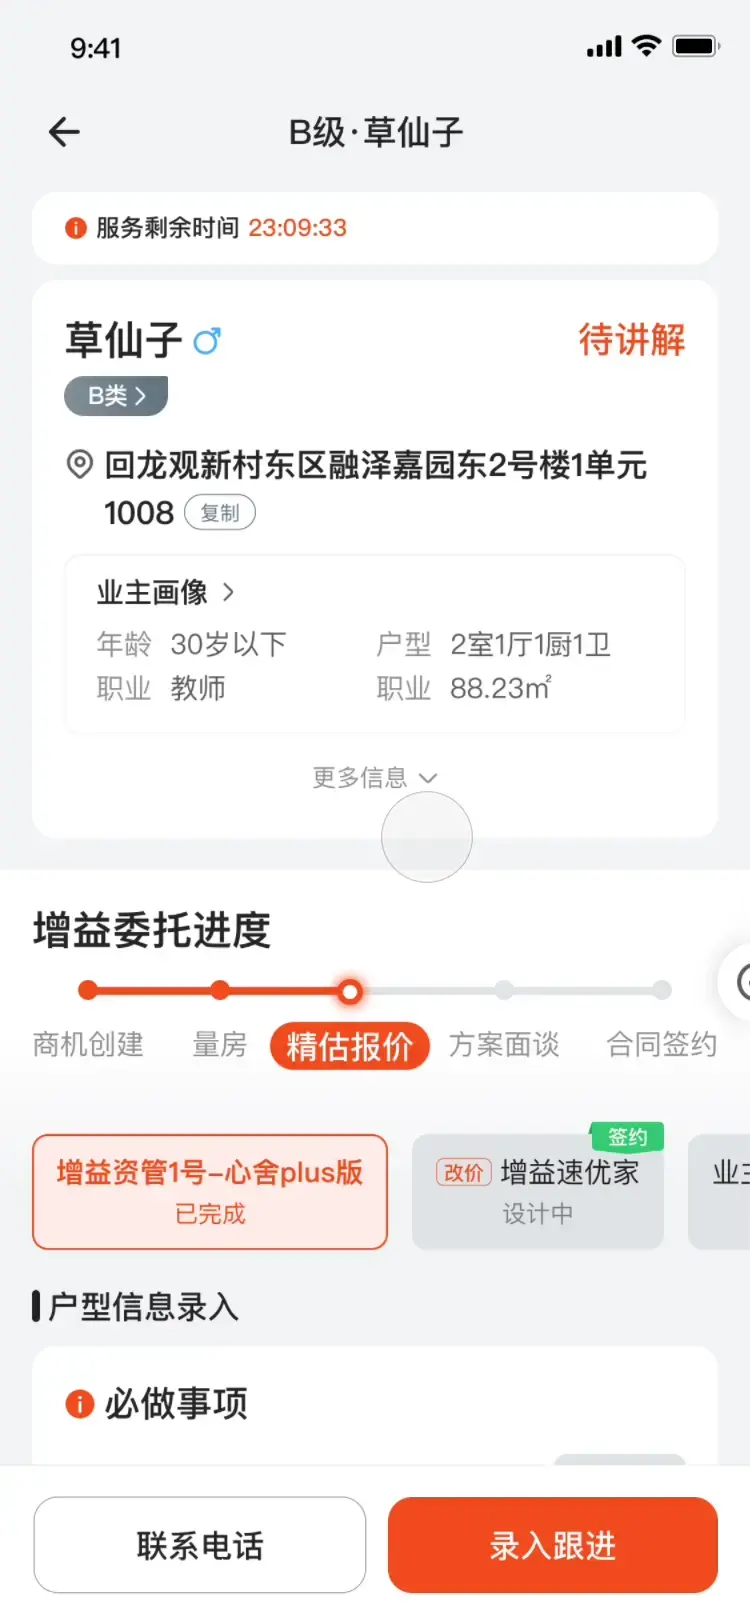 9:41
B级·草仙子
服务剩余时间 23:09:33
草仙子
待讲解
B类
回龙观新村东区融泽嘉园东2号楼1单元
1008 复制
业主画像
年龄 30岁以下 户型 2室1厅1厨1卫
职业 教师 职业 88.23㎡
更多信息
增益委托进度
商机创建 量房 精估报价 方案面谈 合同签约
签约
增益资管1号-心舍plus版 改价 增益速优家
已完成 设计中
户型信息录入
必做事项
联系电话 录入跟进